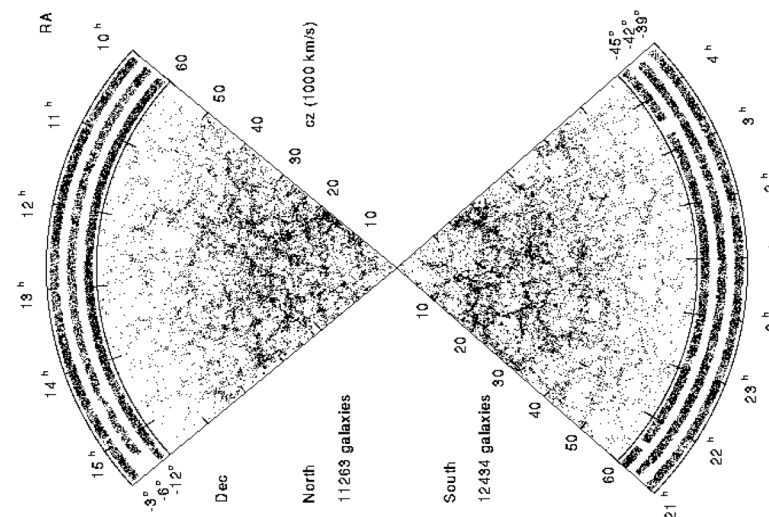 RA
10 h
11 h
12 h
13 h
14 h
15 h
-3°
-6°
-12°
Dec
60
50
40
30
20
10
cz (1000 km/s)
North
11263 galaxies
South
12434 galaxies
10
20
30
40
50
60
-45°
-42°
-39°
4 h
3 h
23 h
22 h
21 h